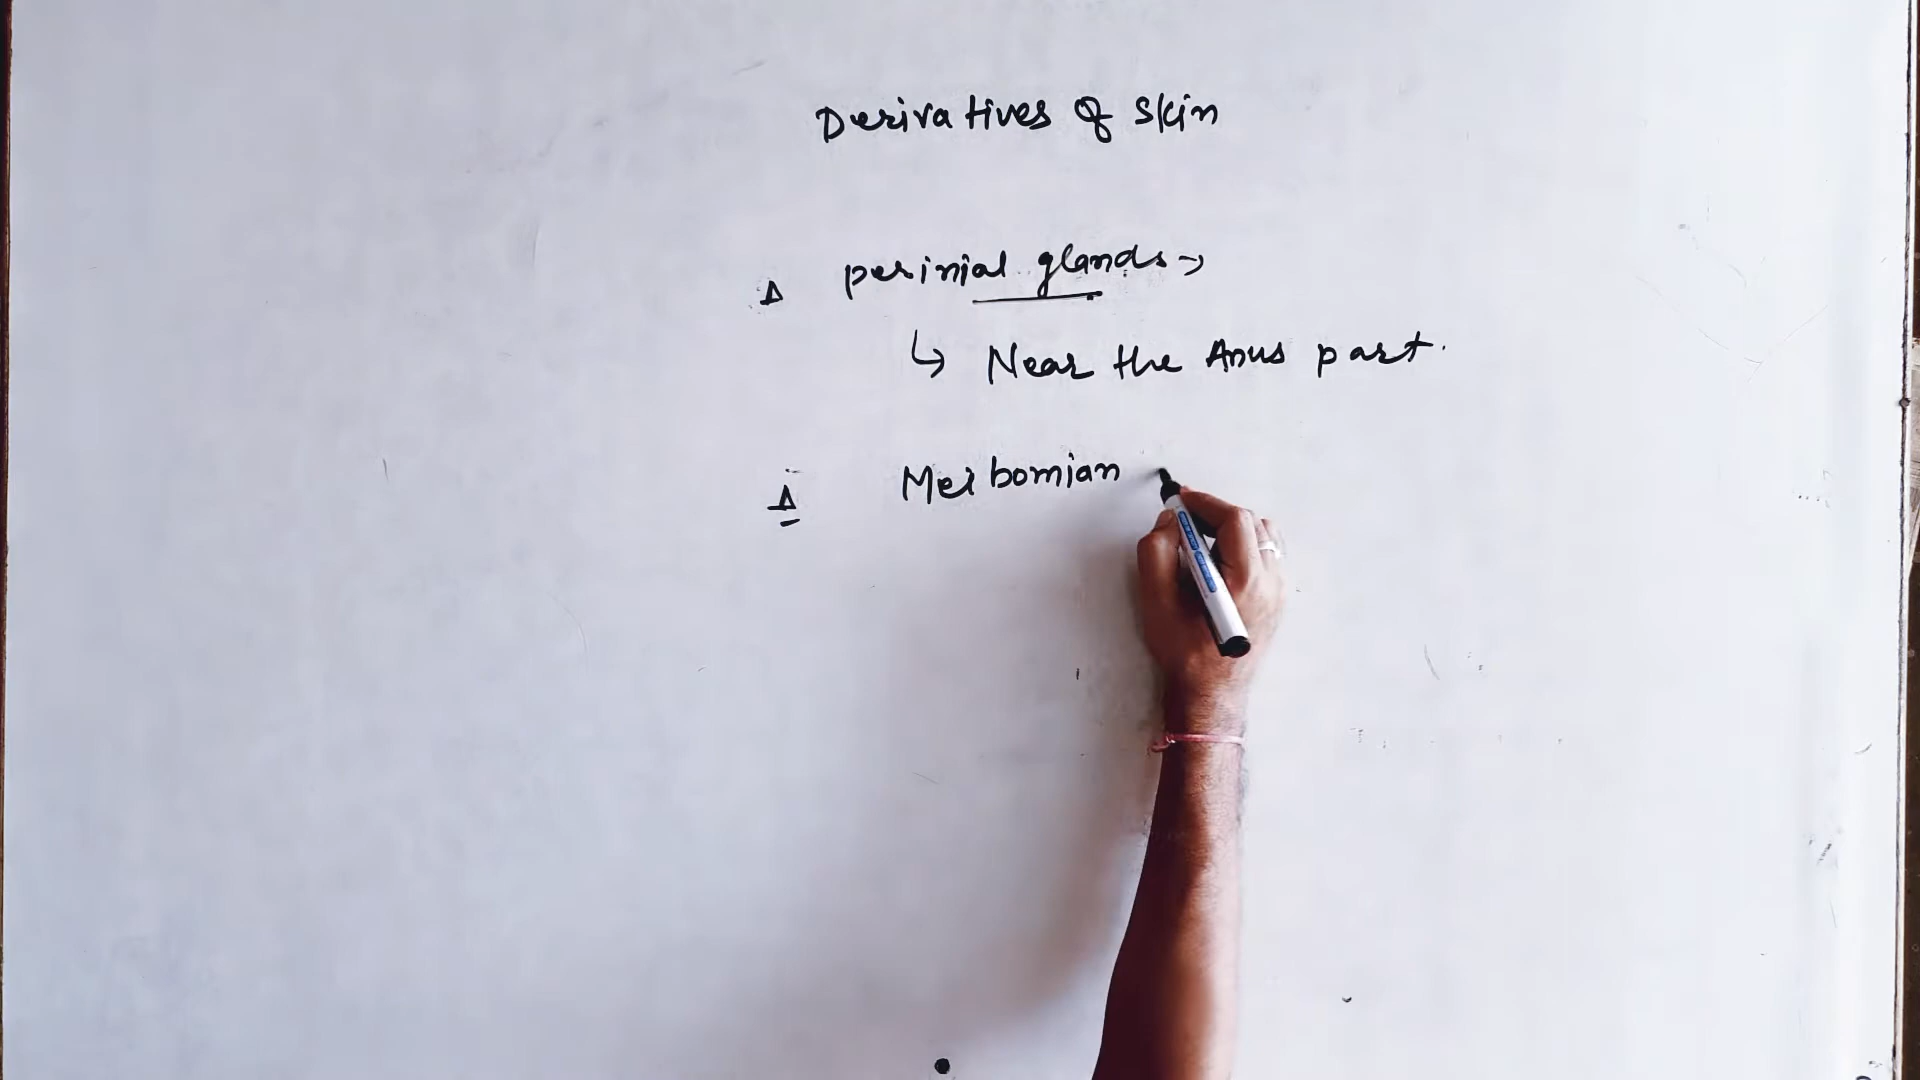 Derivatives of Skin
Δ perinial glands →
↳ Near the Anus part.
Δ Meibomian